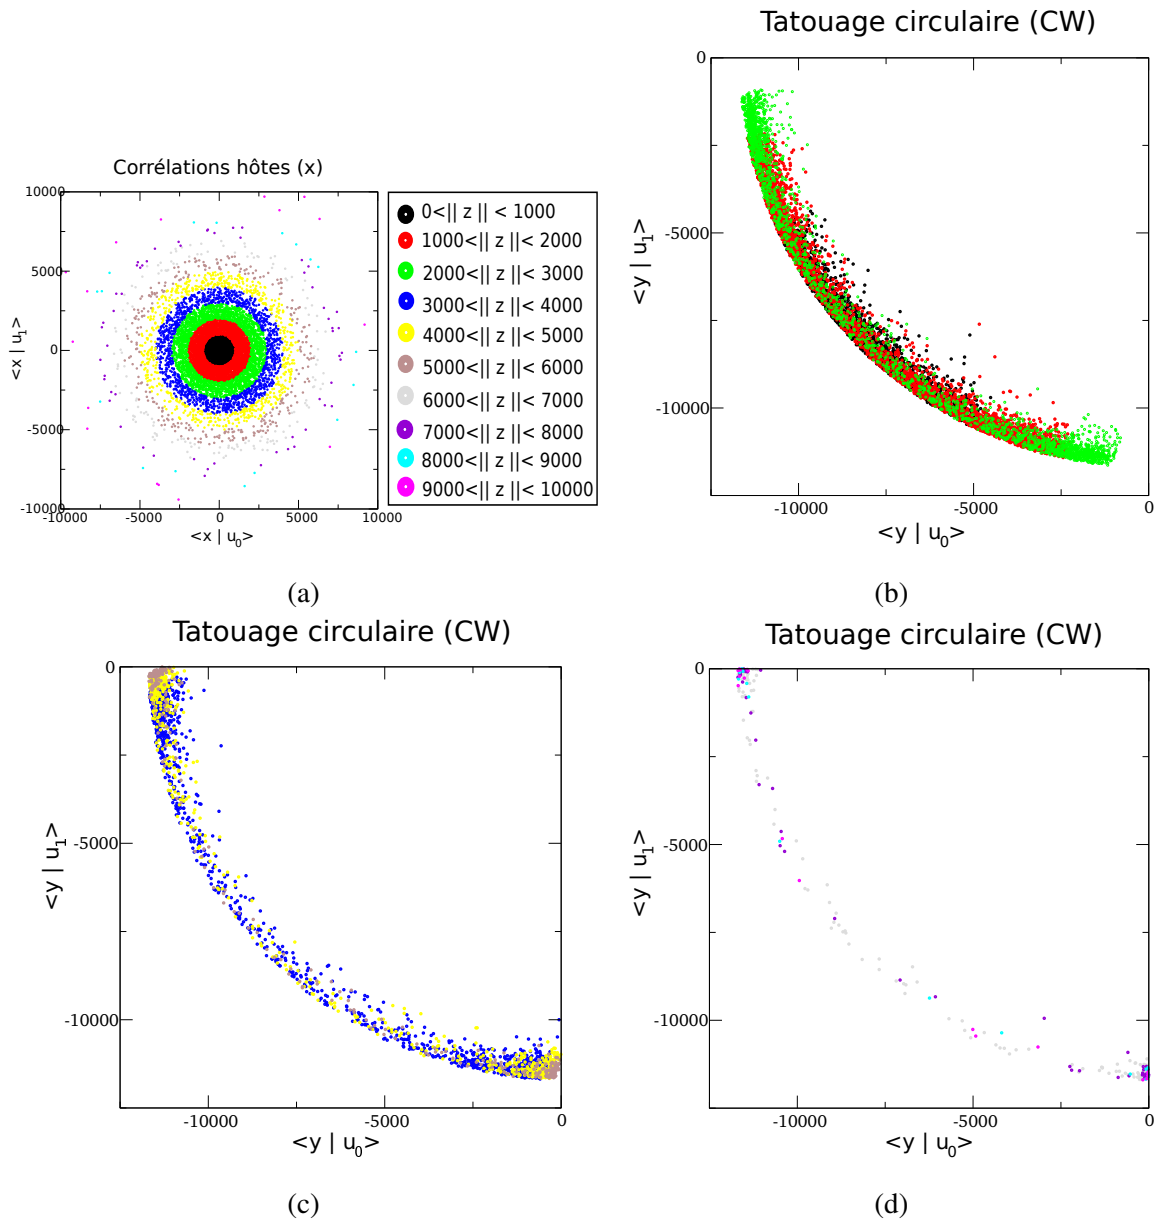 Tatouage circulaire (CW)
0
-5000
-10000
<y | u1>
-10000
-5000
0
<y | u0>
(b)
Corrélations hôtes (x)
10000
5000
0
-5000
-10000
<x | u1>
-10000
-5000
0
5000
10000
<x | u0>
0<|| z || < 1000
1000<|| z ||< 2000
2000<|| z ||< 3000
3000<|| z ||< 4000
4000<|| z ||< 5000
5000<|| z ||< 6000
6000<|| z ||< 7000
7000<|| z ||< 8000
8000<|| z ||< 9000
9000<|| z ||< 10000
(a)
Tatouage circulaire (CW)
0
-5000
-10000
<y | u1>
-10000
-5000
0
<y | u0>
(c)
Tatouage circulaire (CW)
0
-5000
-10000
<y | u1>
-10000
-5000
0
<y | u0>
(d)